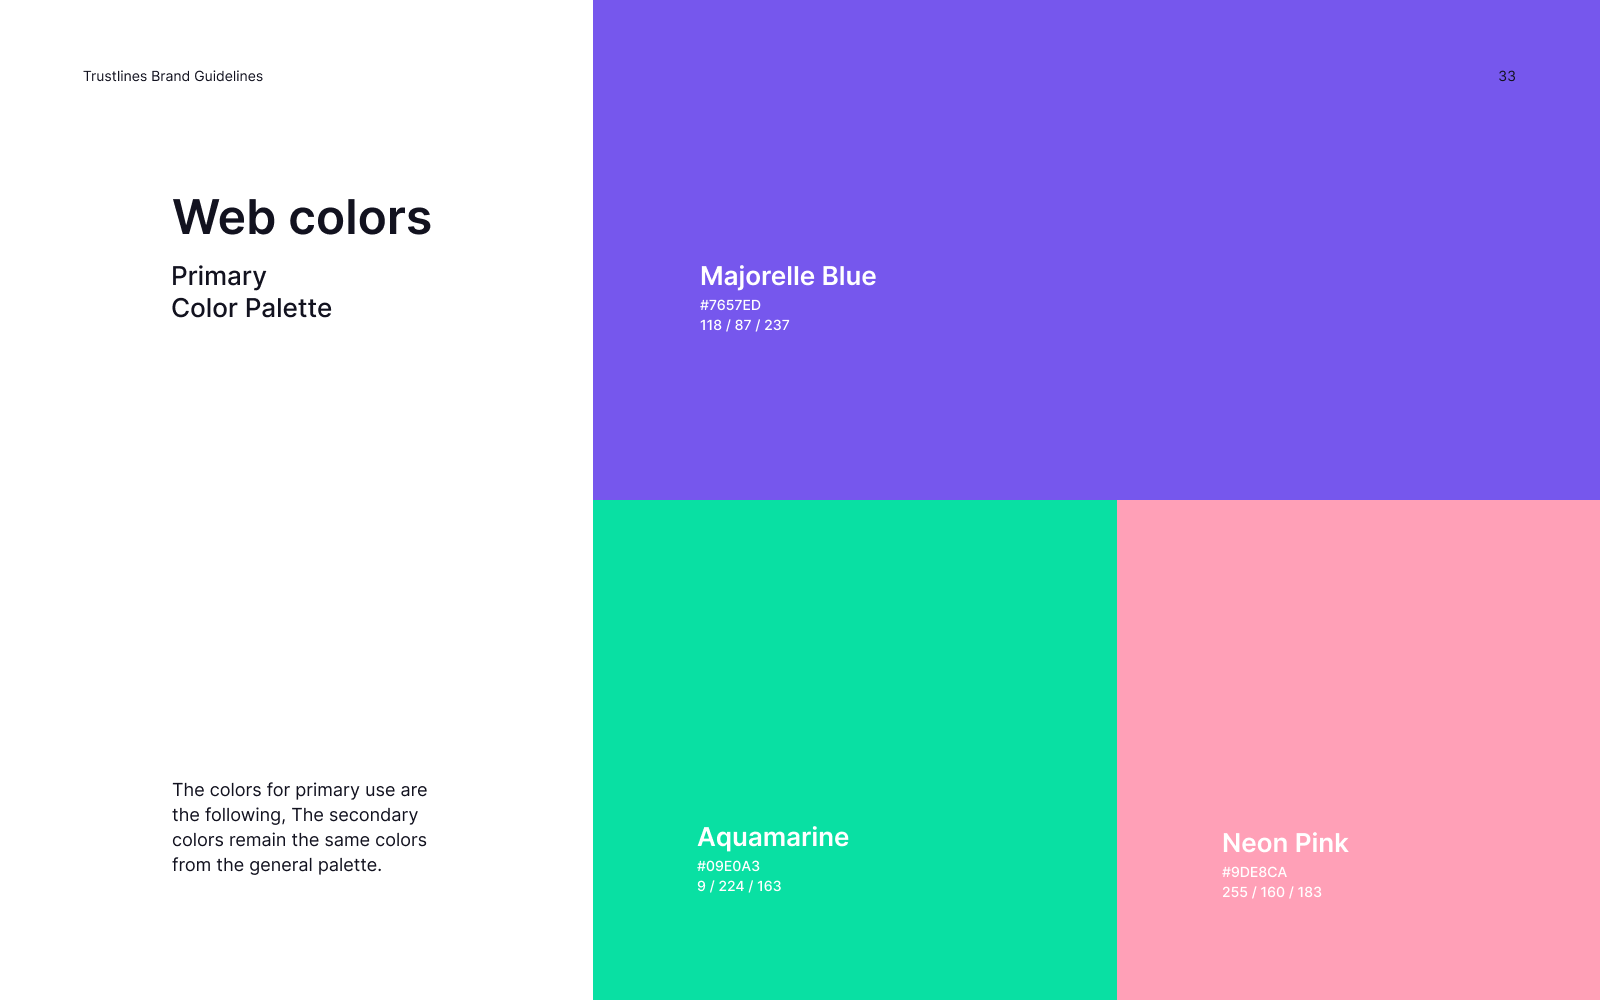 Trustlines Brand Guidelines
33
Web colors
Primary
Color Palette
Majorelle Blue
#7657ED
118 / 87 / 237
The colors for primary use are
the following, The secondary
colors remain the same colors
from the general palette.
Aquamarine
#09E0A3
9 / 224 / 163
Neon Pink
#9DE8CA
255 / 160 / 183